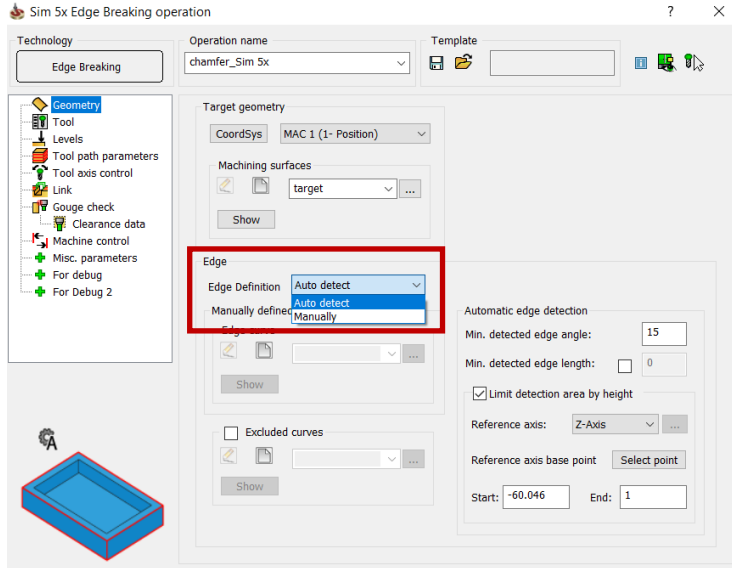 Sim 5x Edge Breaking operation
?
Technology
Edge Breaking
Operation name
chamfer_Sim 5x
Template
Geometry
Tool
Levels
Tool path parameters
Tool axis control
Link
Gouge check
Clearance data
Machine control
Misc. parameters
For debug
For Debug 2
A
Target geometry
CoordSys
MAC 1 (1- Position)
Machining surfaces
target
...
Show
Edge
Edge Definition
Auto detect
Auto detect
Manually
Manually defined
Edge curve
...
Show
Excluded curves
...
Show
Automatic edge detection
Min. detected edge angle:
15
Min. detected edge length:
0
Limit detection area by height
Reference axis:
Z-Axis
...
Reference axis base point
Select point
Start:
-60.046
End:
1